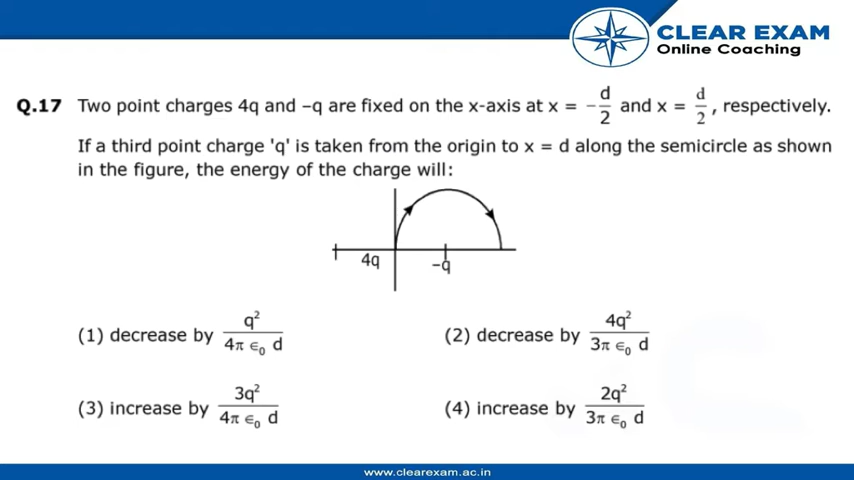 CLEAR EXAM
Online Coaching
Q.17 Two point charges 4q and –q are fixed on the x-axis at x = -d/2 and x = d/2, respectively.
If a third point charge 'q' is taken from the origin to x = d along the semicircle as shown
in the figure, the energy of the charge will:
4q
–q
(1) decrease by q²/4π ∈₀ d
(2) decrease by 4q²/3π ∈₀ d
(3) increase by 3q²/4π ∈₀ d
(4) increase by 2q²/3π ∈₀ d
www.clearexam.ac.in